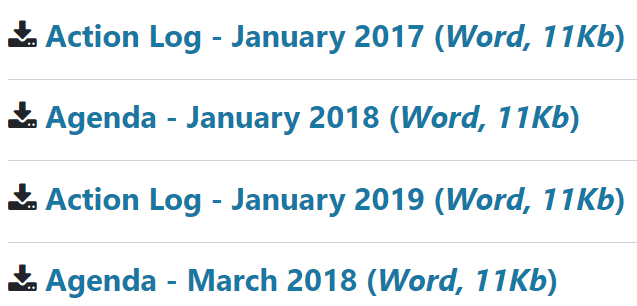 Action Log - January 2017 (Word, 11Kb)
Agenda - January 2018 (Word, 11Kb)
Action Log - January 2019 (Word, 11Kb)
Agenda - March 2018 (Word, 11Kb)